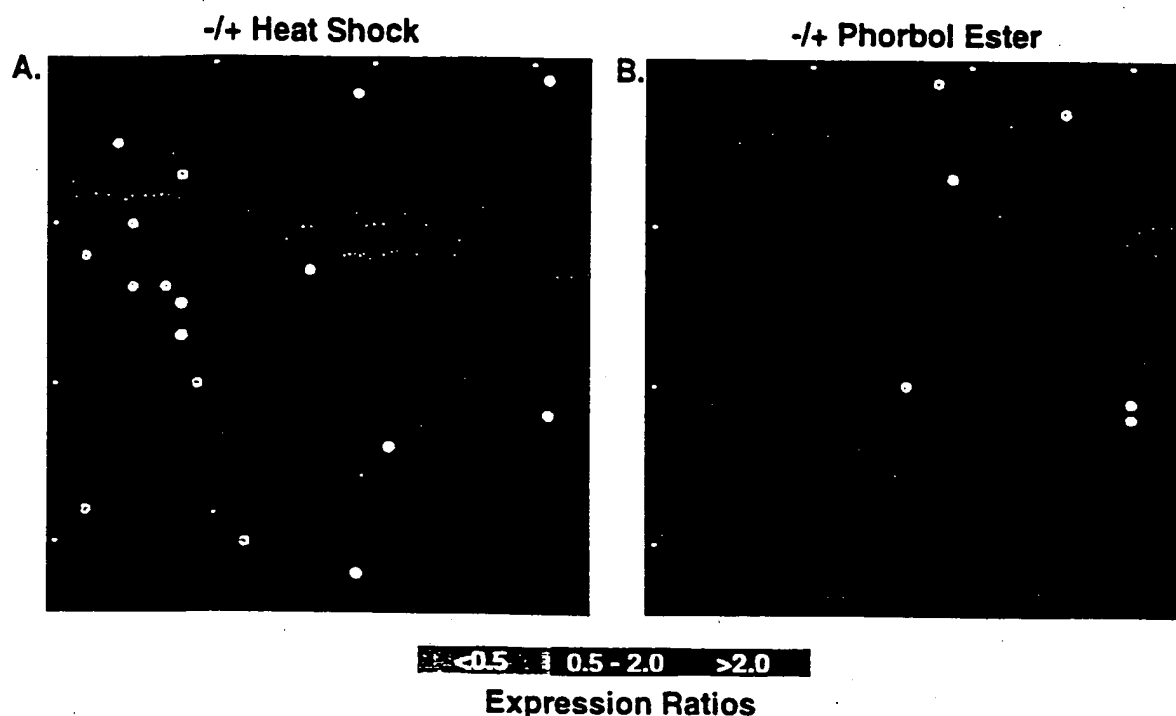 -/+ Heat Shock
-/+ Phorbol Ester
A.
B.
<0.5 0.5 - 2.0 >2.0
Expression Ratios